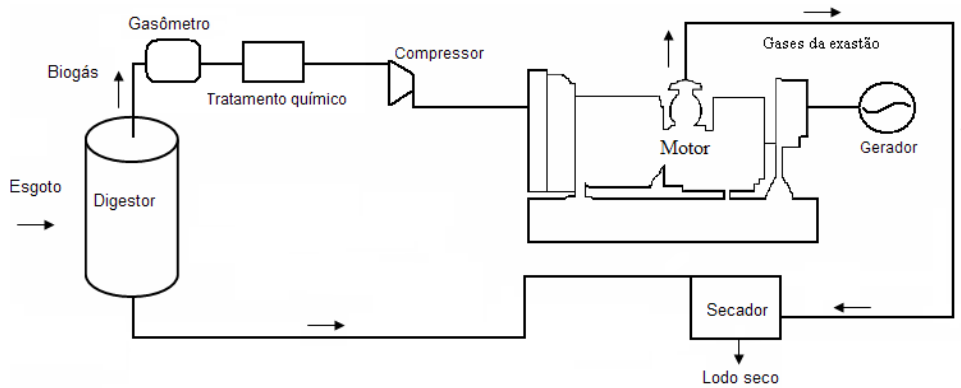 Gasômetro
Biogás
Tratamento químico
Compressor
Gases da exastão
Motor
Gerador
Esgoto
Digestor
Secador
Lodo seco